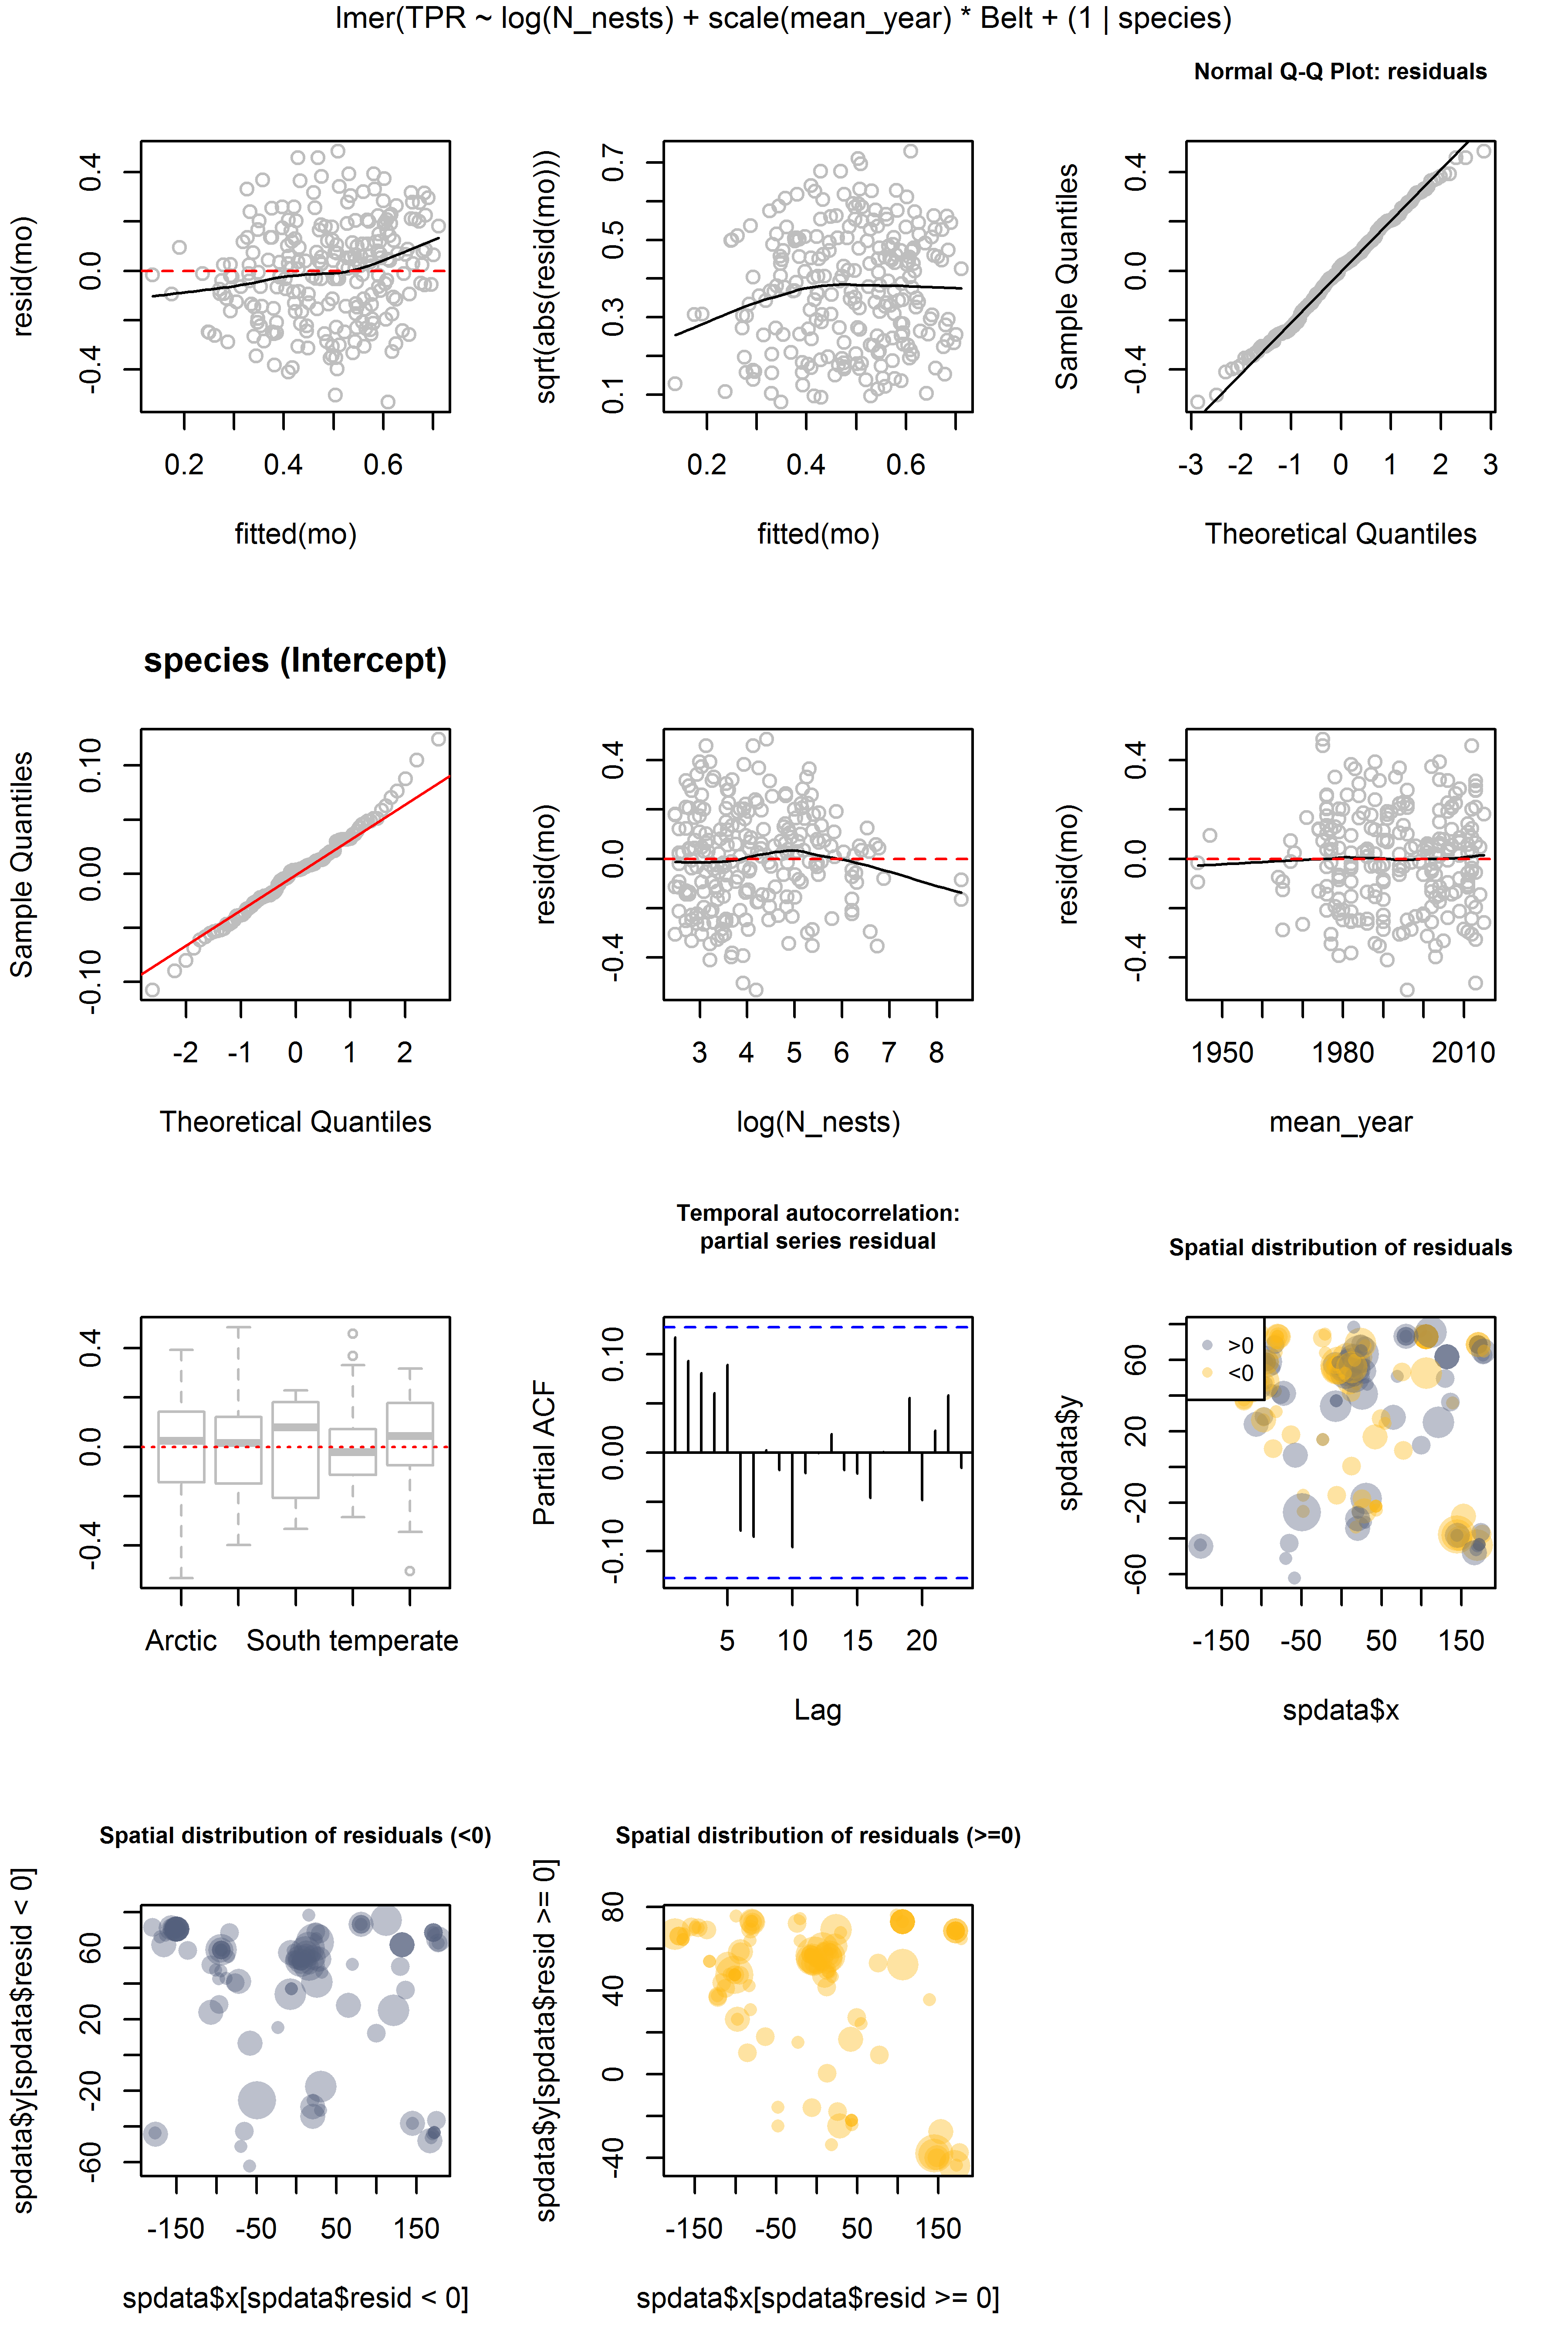 lmer(TPR ~ log(N_nests) + scale(mean_year) * Belt + (1 | species)
Normal Q-Q Plot: residuals
resid(mo)
-0.4 0.0 0.4
0.2 0.4 0.6
fitted(mo)
sqrt(abs(resid(mo)))
0.1 0.3 0.5 0.7
0.2 0.4 0.6
fitted(mo)
Sample Quantiles
-0.4 0.0 0.4
-3 -2 -1 0 1 2 3
Theoretical Quantiles
species (Intercept)
Sample Quantiles
-0.10 0.00 0.10
-2 -1 0 1 2
Theoretical Quantiles
resid(mo)
-0.4 0.0 0.4
3 4 5 6 7 8
log(N_nests)
resid(mo)
-0.4 0.0 0.4
1950 1980 2010
mean_year
-0.4 0.0 0.4
Arctic South temperate
Temporal autocorrelation:
partial series residual
Partial ACF
-0.10 0.00 0.10
5 10 15 20
Lag
Spatial distribution of residuals
spdata$y
-60 -20 20 60
>0
<0
-150 -50 50 150
spdata$x
Spatial distribution of residuals (<0)
spdata$y[spdata$resid < 0]
-60 -20 20 60
-150 -50 50 150
spdata$x[spdata$resid < 0]
Spatial distribution of residuals (>=0)
spdata$y[spdata$resid >= 0]
-40 0 40 80
-150 -50 50 150
spdata$x[spdata$resid >= 0]